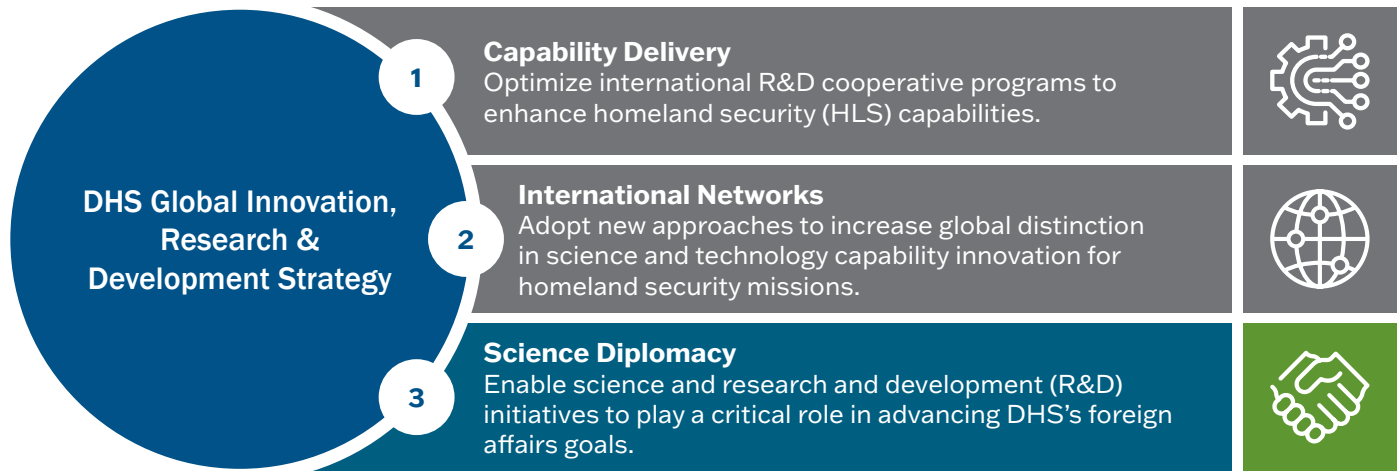 DHS Global Innovation,
Research &
Development Strategy
1
Capability Delivery
Optimize international R&D cooperative programs to
enhance homeland security (HLS) capabilities.
2
International Networks
Adopt new approaches to increase global distinction
in science and technology capability innovation for
homeland security missions.
3
Science Diplomacy
Enable science and research and development (R&D)
initiatives to play a critical role in advancing DHS’s foreign
affairs goals.